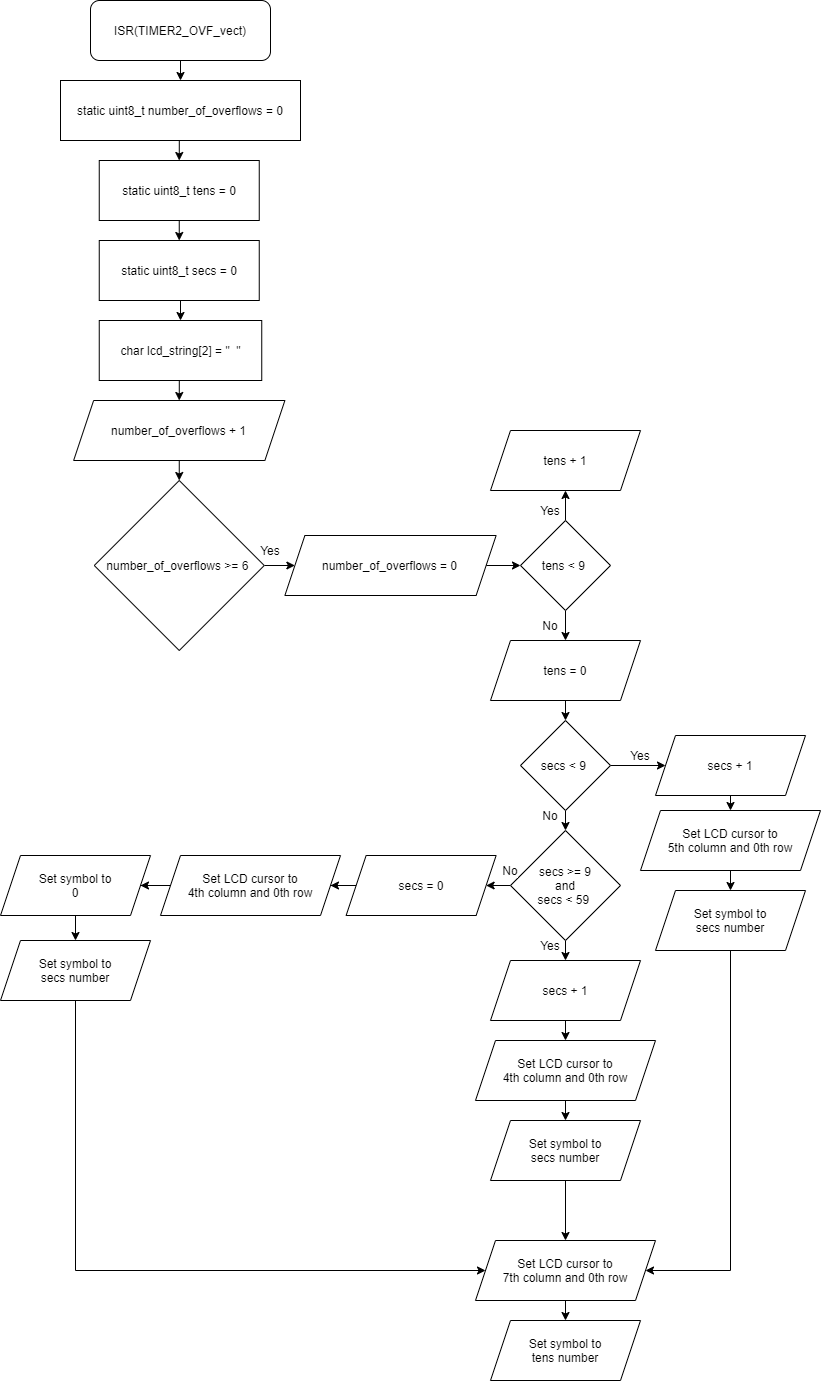 ISR(TIMER2_OVF_vect)
static uint8_t number_of_overflows = 0
static uint8_t tens = 0
static uint8_t secs = 0
char lcd_string[2] = "  "
number_of_overflows + 1
number_of_overflows >= 6
Yes
number_of_overflows = 0
tens < 9
Yes
tens + 1
No
tens = 0
secs < 9
Yes
secs + 1
Set LCD cursor to
5th column and 0th row
Set symbol to
secs number
No
secs >= 9
and
secs < 59
No
secs = 0
Set LCD cursor to
4th column and 0th row
Set symbol to
0
Set symbol to
secs number
Yes
secs + 1
Set LCD cursor to
4th column and 0th row
Set symbol to
secs number
Set LCD cursor to
7th column and 0th row
Set symbol to
tens number